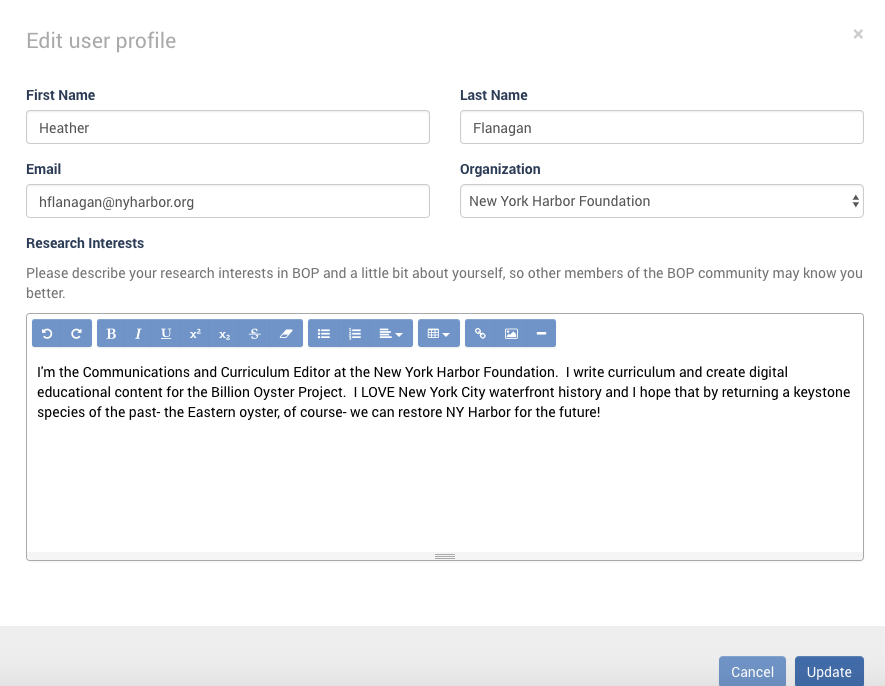 Edit user profile ×
First Name Last Name
Heather Flanagan
Email Organization
hflanagan@nyharbor.org New York Harbor Foundation
Research Interests
Please describe your research interests in BOP and a little bit about yourself, so other members of the BOP community may know you
better.
B I U x² x₂ S
I'm the Communications and Curriculum Editor at the New York Harbor Foundation.  I write curriculum and create digital
educational content for the Billion Oyster Project.  I LOVE New York City waterfront history and I hope that by returning a keystone
species of the past- the Eastern oyster, of course- we can restore NY Harbor for the future!
Cancel Update